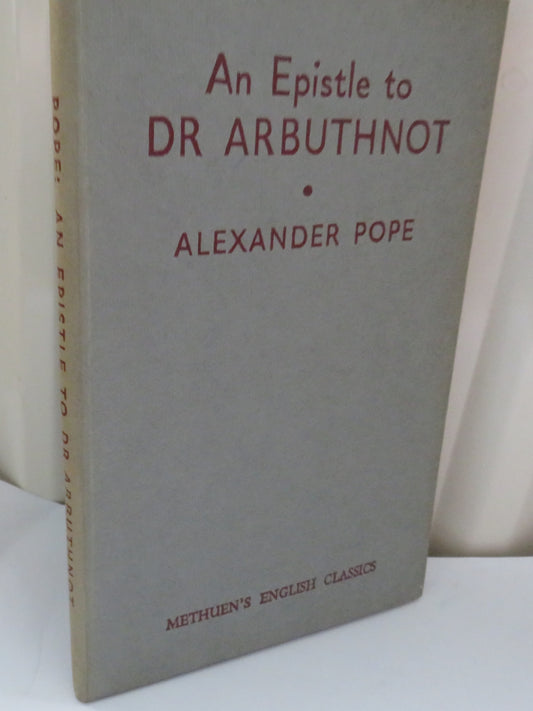 An Epistle to
DR ARBUTHNOT
•
ALEXANDER POPE
METHUEN'S ENGLISH CLASSICS
POPE: AN EPISTLE TO DR ARBUTHNOT